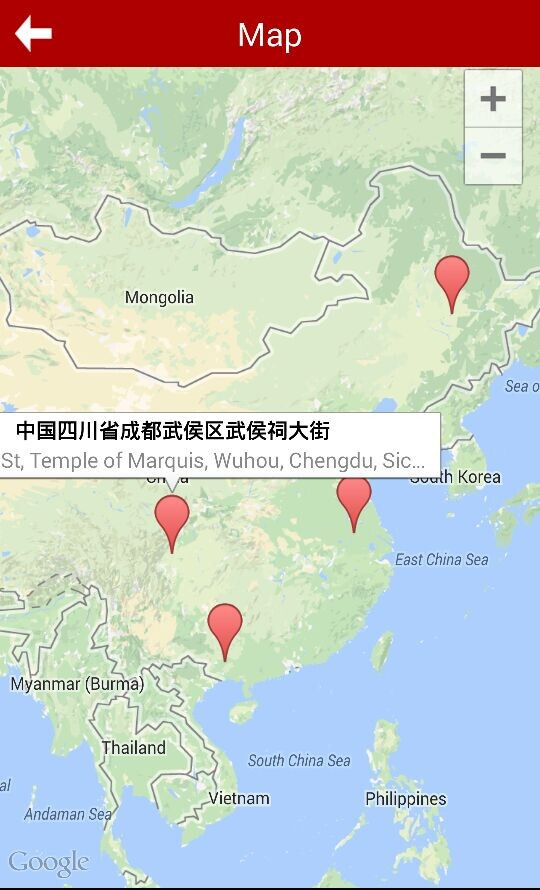 Map
+
−
Mongolia
Sea o
中国四川省成都武侯区武侯祠大街
St, Temple of Marquis, Wuhou, Chengdu, Sic...
China
South Korea
East China Sea
Myanmar (Burma)
Thailand
South China Sea
Vietnam
Philippines
al
Andaman Sea
Google